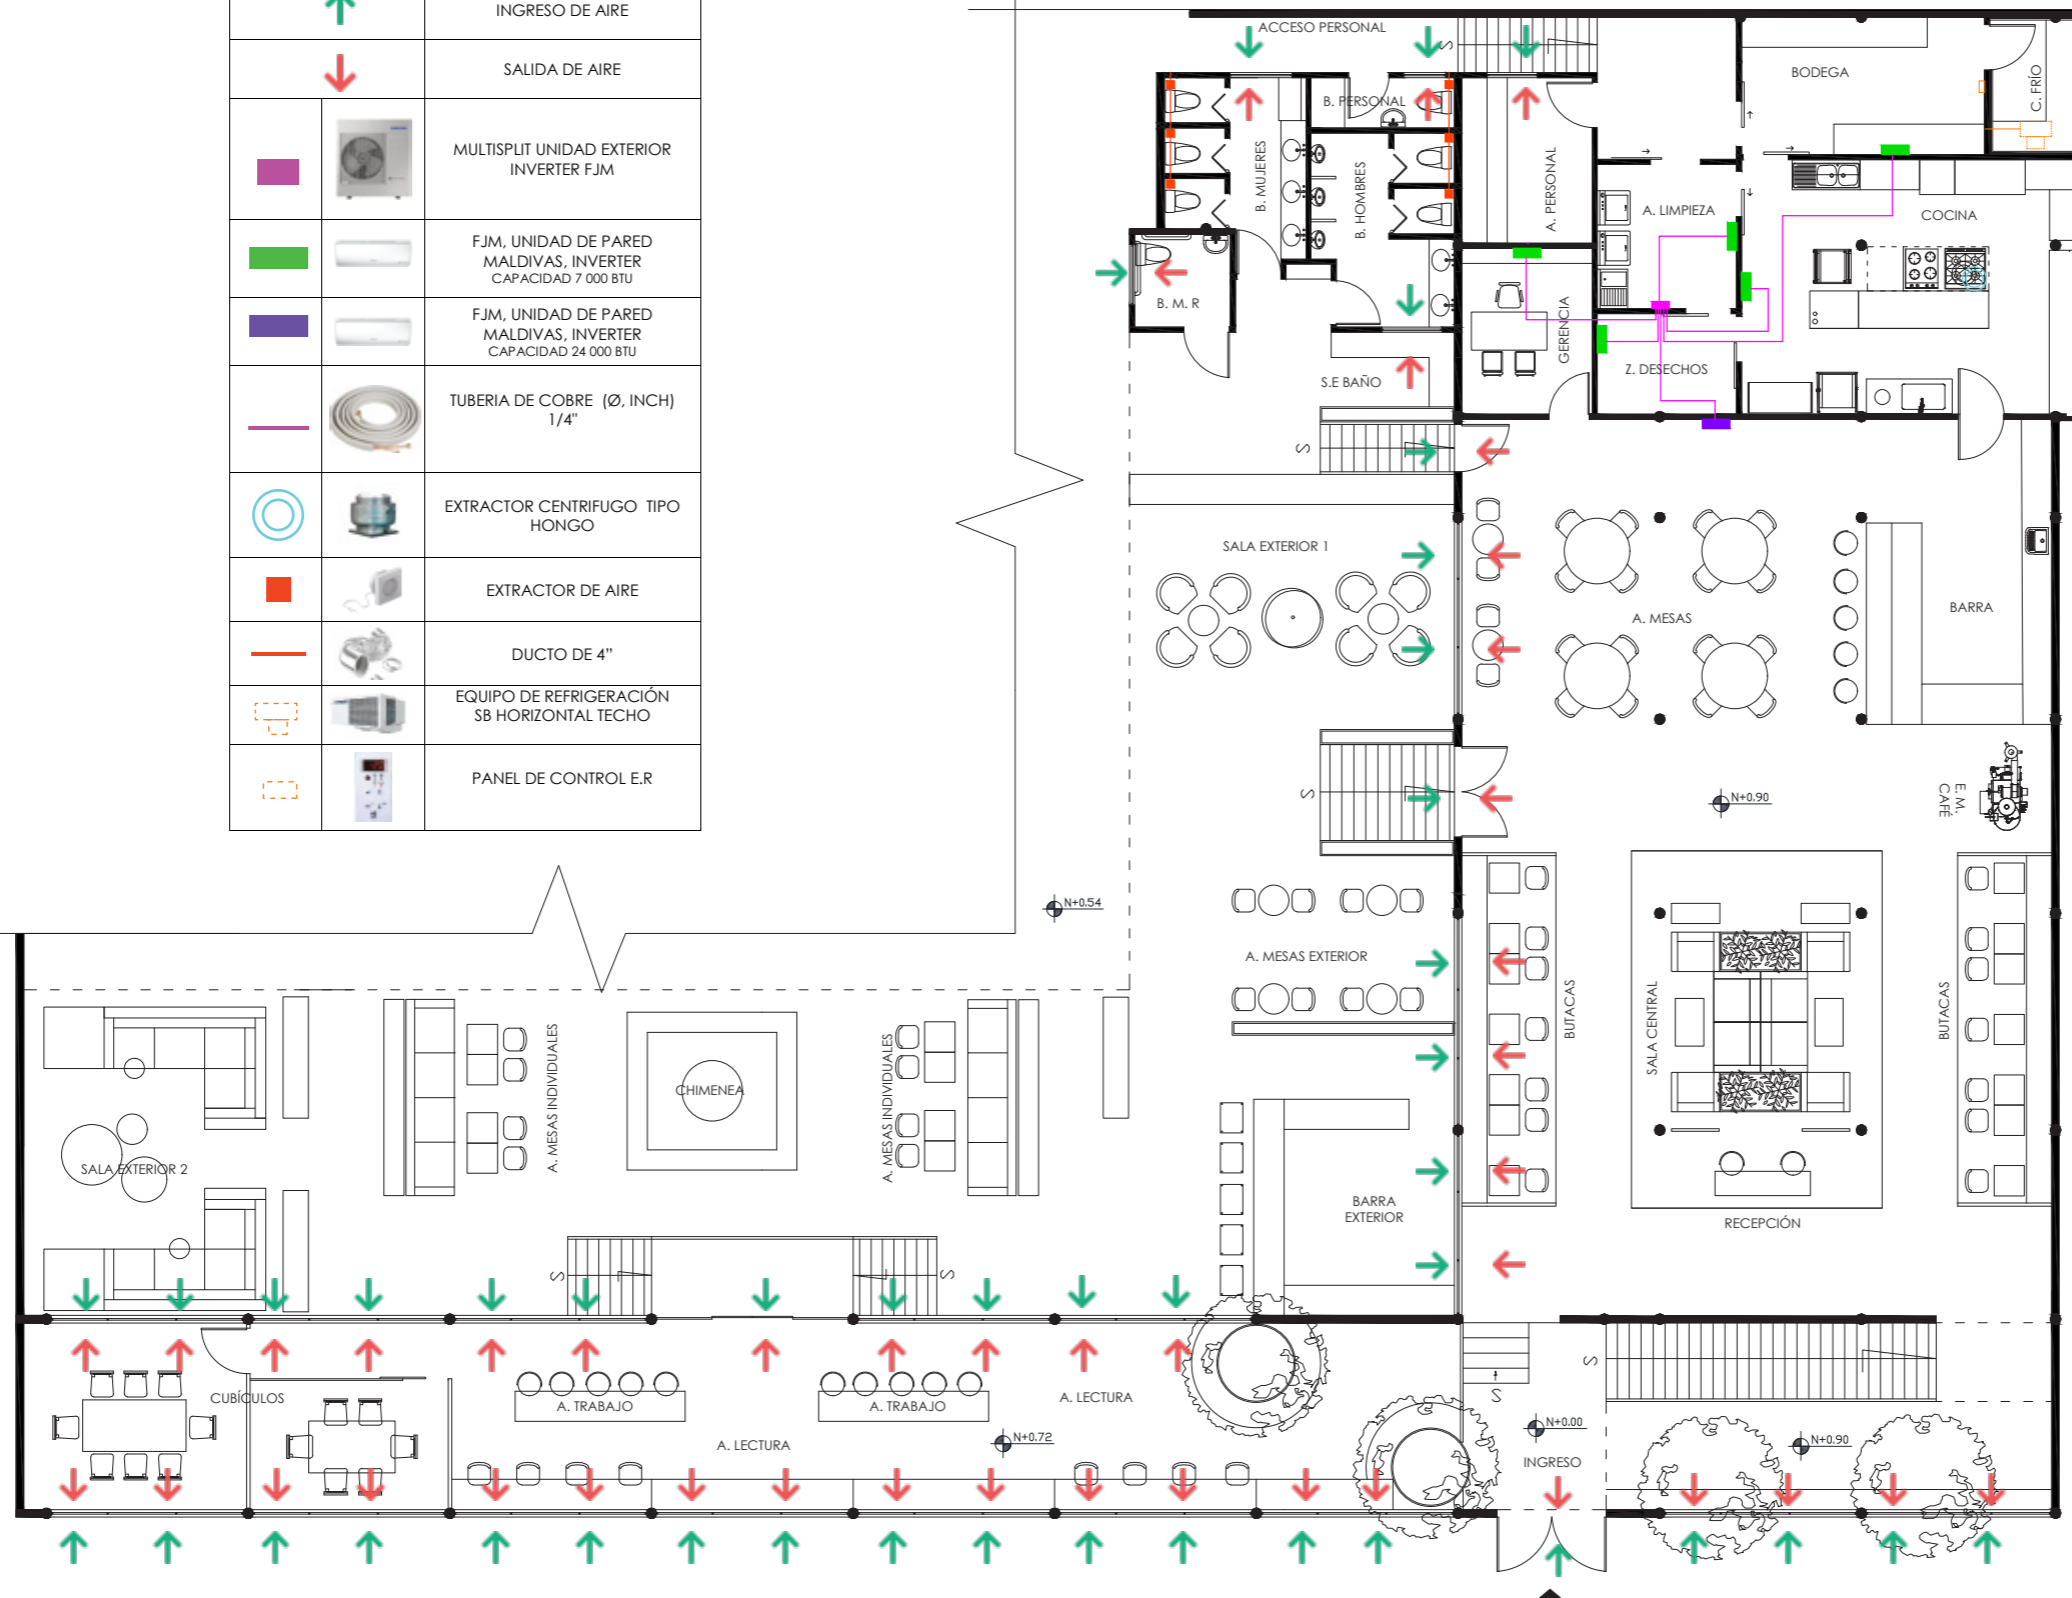 INGRESO DE AIRE
SALIDA DE AIRE
MULTISPLIT UNIDAD EXTERIOR
INVERTER FJM
FJM, UNIDAD DE PARED
MALDIVAS, INVERTER
CAPACIDAD 7 000 BTU
FJM, UNIDAD DE PARED
MALDIVAS, INVERTER
CAPACIDAD 24 000 BTU
TUBERIA DE COBRE (Ø, INCH)
1/4"
EXTRACTOR CENTRIFUGO TIPO
HONGO
EXTRACTOR DE AIRE
DUCTO DE 4"
EQUIPO DE REFRIGERACIÓN
SB HORIZONTAL TECHO
PANEL DE CONTROL E.R
ACCESO PERSONAL
S
BODEGA
C. FRÍO
B. PERSONAL
B. MUJERES
B. HOMBRES
A. PERSONAL
A. LIMPIEZA
COCINA
B. M. R
GERENCIA
Z. DESECHOS
S.E BAÑO
S
SALA EXTERIOR 1
A. MESAS
BARRA
S
N+0.90
E. M.
CAFÉ
N+0.54
A. MESAS EXTERIOR
BUTACAS
SALA CENTRAL
BUTACAS
A. MESAS INDIVIDUALES
CHIMENEA
A. MESAS INDIVIDUALES
SALA EXTERIOR 2
BARRA
EXTERIOR
RECEPCIÓN
S
S
S
S
CUBÍCULOS
A. TRABAJO
A. TRABAJO
A. LECTURA
A. LECTURA
N+0.72
N+0.00
N+0.90
INGRESO